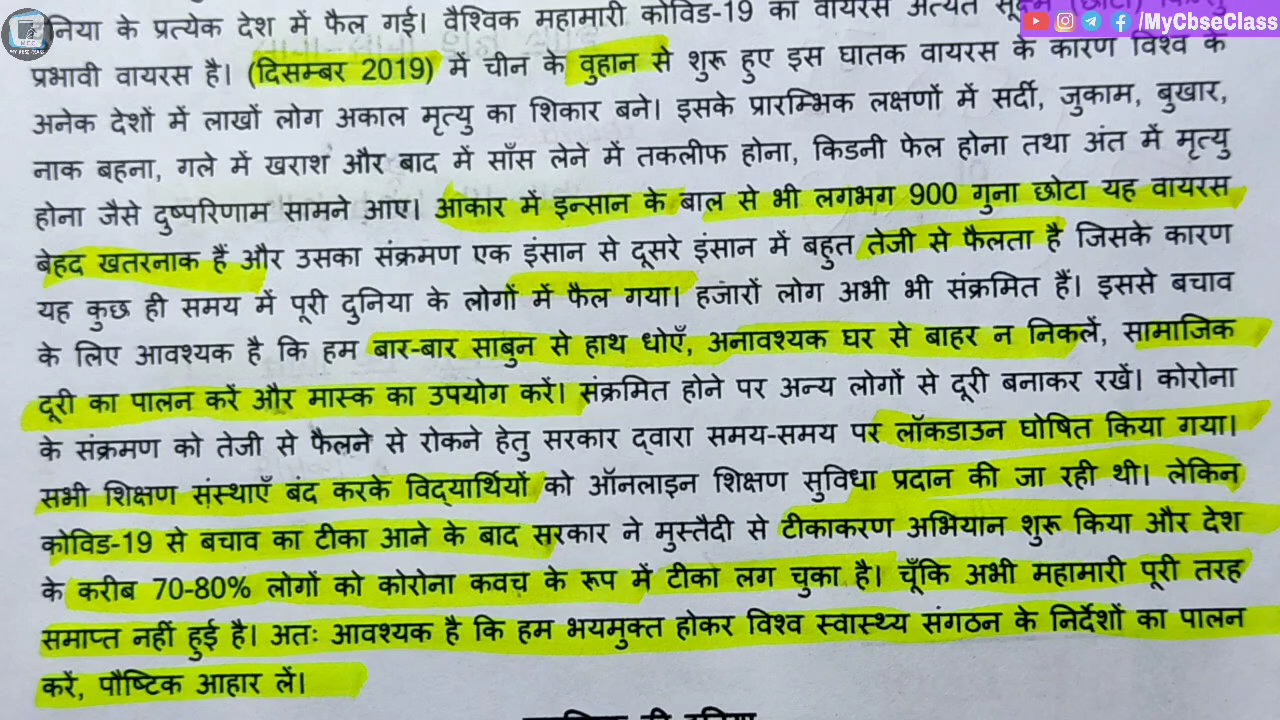 /MyCbseClass
MCC
MY CBSE CLASS
दुनिया के प्रत्येक देश में फैल गई। वैश्विक महामारी कोविड-19 का वायरस अत्यंत सूक्ष्म (छोटा) किन्तु
प्रभावी वायरस है। (दिसम्बर 2019) में चीन के वुहान से शुरू हुए इस घातक वायरस के कारण विश्व के
अनेक देशों में लाखों लोग अकाल मृत्यु का शिकार बने। इसके प्रारम्भिक लक्षणों में सर्दी, जुकाम, बुखार,
नाक बहना, गले में खराश और बाद में साँस लेने में तकलीफ होना, किडनी फेल होना तथा अंत में मृत्यु
होना जैसे दुष्परिणाम सामने आए। आकार में इन्सान के बाल से भी लगभग 900 गुना छोटा यह वायरस
बेहद खतरनाक हैं और उसका संक्रमण एक इंसान से दूसरे इंसान में बहुत तेजी से फैलता है जिसके कारण
यह कुछ ही समय में पूरी दुनिया के लोगों में फैल गया। हजारों लोग अभी भी संक्रमित हैं। इससे बचाव
के लिए आवश्यक है कि हम बार-बार साबुन से हाथ धोएँ, अनावश्यक घर से बाहर न निकलें, सामाजिक
दूरी का पालन करें और मास्क का उपयोग करें। संक्रमित होने पर अन्य लोगों से दूरी बनाकर रखें। कोरोना
के संक्रमण को तेजी से फैलने से रोकने हेतु सरकार द्वारा समय-समय पर लॉकडाउन घोषित किया गया।
सभी शिक्षण संस्थाएँ बंद करके विद्यार्थियों को ऑनलाइन शिक्षण सुविधा प्रदान की जा रही थी। लेकिन
कोविड-19 से बचाव का टीका आने के बाद सरकार ने मुस्तैदी से टीकाकरण अभियान शुरू किया और देश
के करीब 70-80% लोगों को कोरोना कवच के रूप में टीका लग चुका है। चूँकि अभी महामारी पूरी तरह
समाप्त नहीं हुई है। अतः आवश्यक है कि हम भयमुक्त होकर विश्व स्वास्थ्य संगठन के निर्देशों का पालन
करें, पौष्टिक आहार लें।